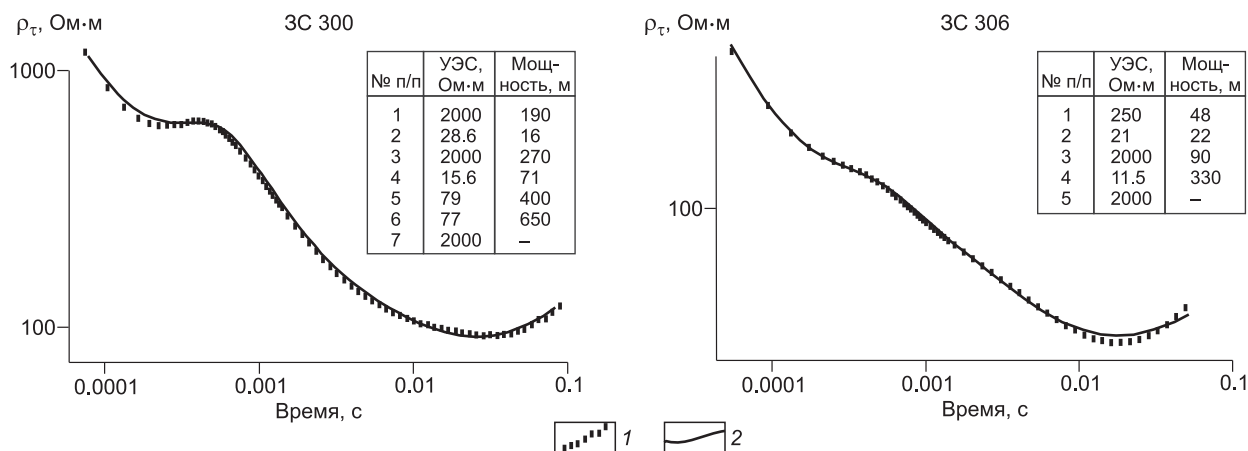 ρτ, Ом·м
ЗС 300
1000
100
0.0001 0.001 0.01 0.1
Время, с
№ п/п УЭС, Ом·м Мощ-ность, м
1 2000 190
2 28.6 16
3 2000 270
4 15.6 71
5 79 400
6 77 650
7 2000 –
ρτ, Ом·м
ЗС 306
100
0.0001 0.001 0.01 0.1
Время, с
№ п/п УЭС, Ом·м Мощ-ность, м
1 250 48
2 21 22
3 2000 90
4 11.5 330
5 2000 –
1 2